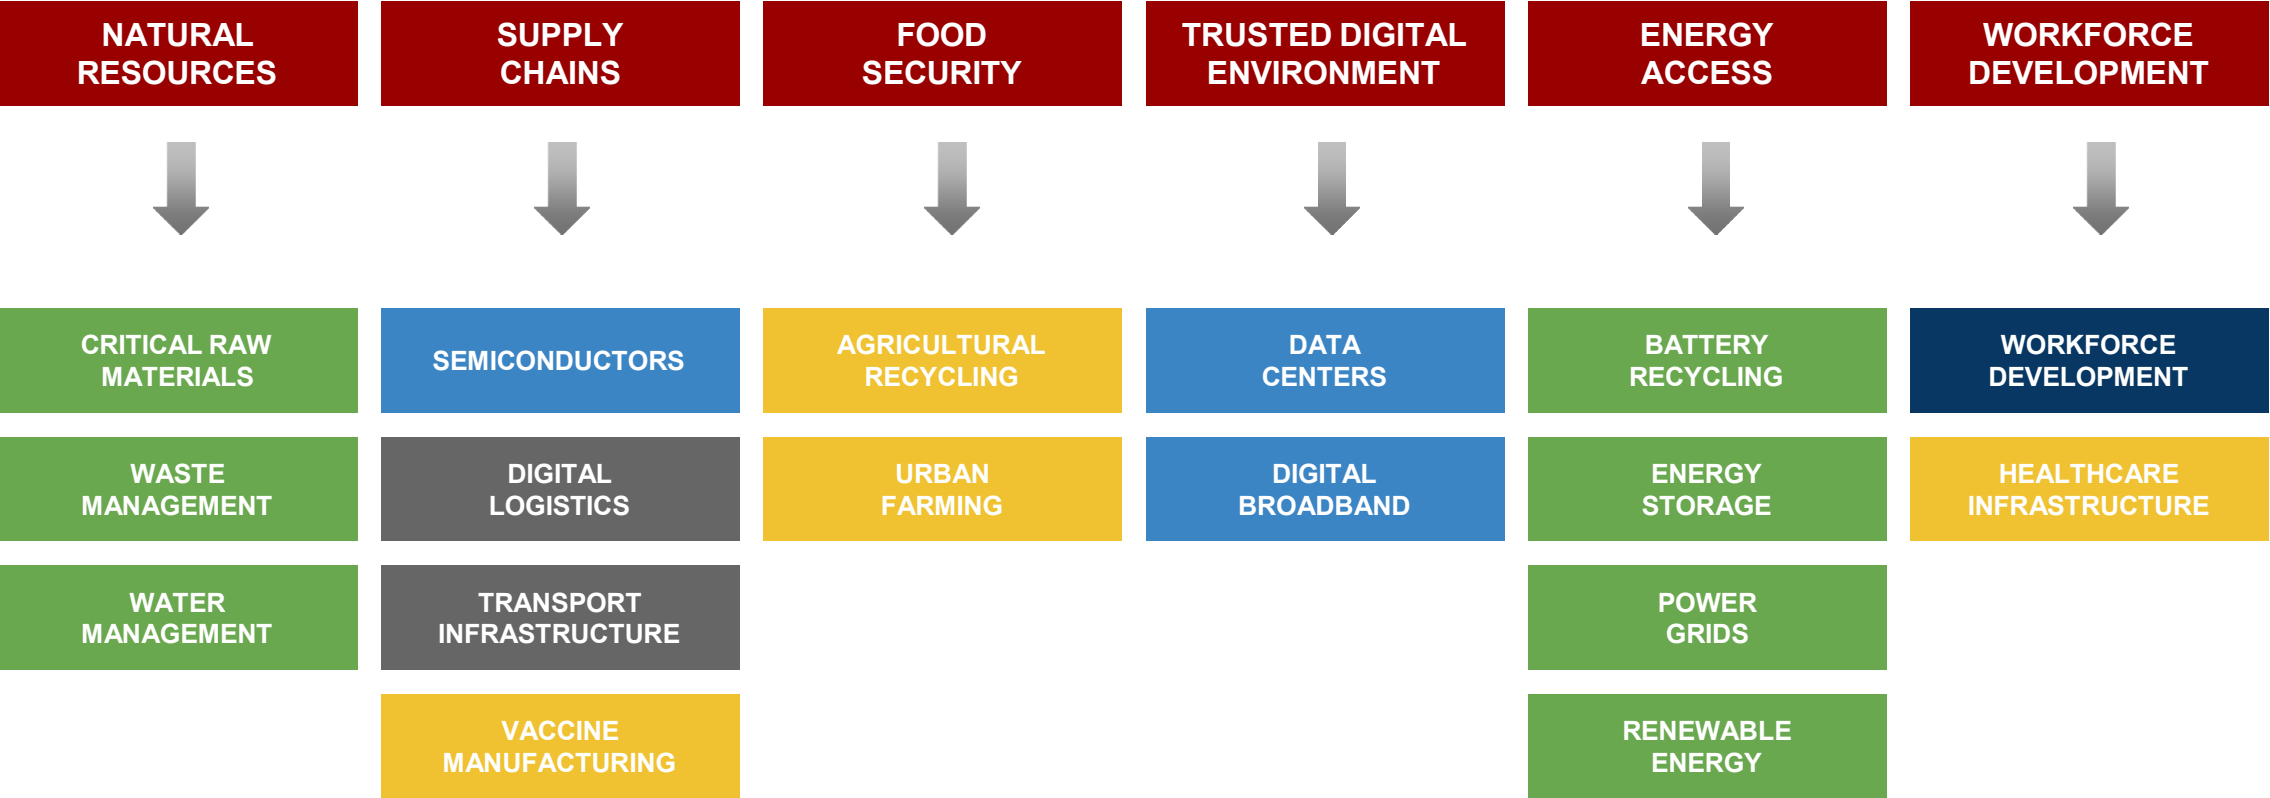 NATURAL
RESOURCES
SUPPLY
CHAINS
FOOD
SECURITY
TRUSTED DIGITAL
ENVIRONMENT
ENERGY
ACCESS
WORKFORCE
DEVELOPMENT
CRITICAL RAW
MATERIALS
SEMICONDUCTORS
AGRICULTURAL
RECYCLING
DATA
CENTERS
BATTERY
RECYCLING
WORKFORCE
DEVELOPMENT
WASTE
MANAGEMENT
DIGITAL
LOGISTICS
URBAN
FARMING
DIGITAL
BROADBAND
ENERGY
STORAGE
HEALTHCARE
INFRASTRUCTURE
WATER
MANAGEMENT
TRANSPORT
INFRASTRUCTURE
POWER
GRIDS
VACCINE
MANUFACTURING
RENEWABLE
ENERGY